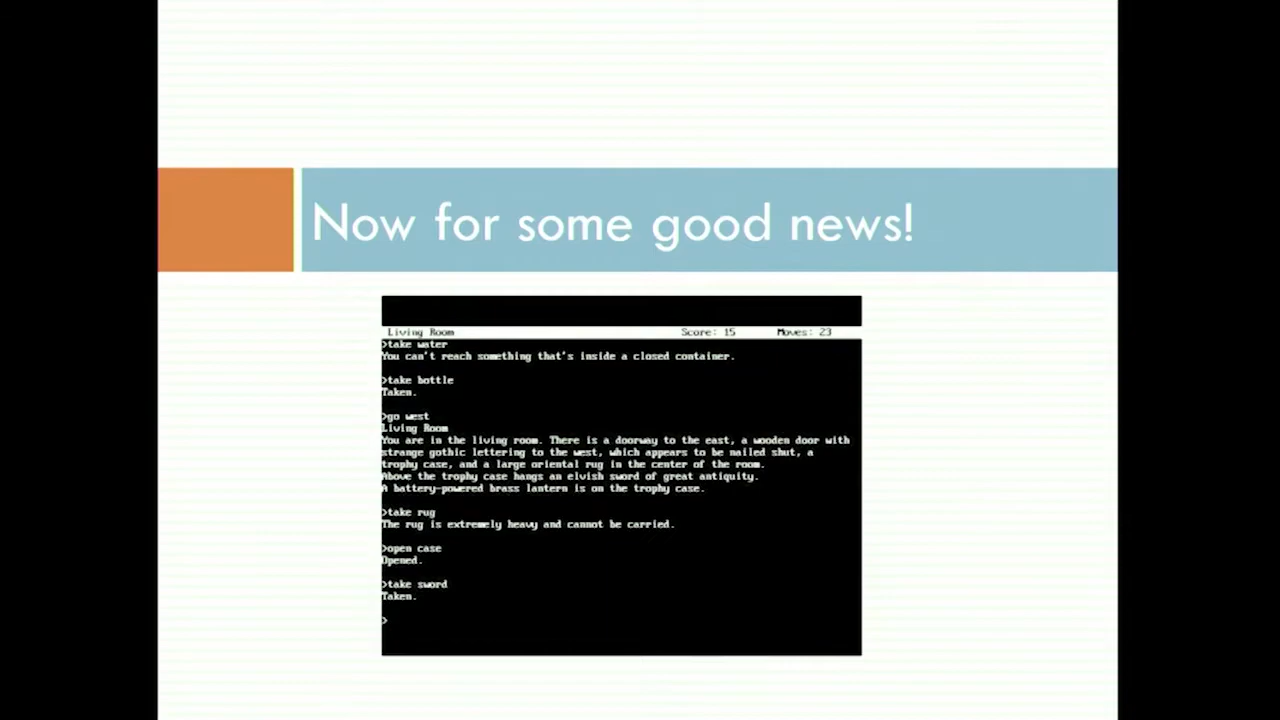 Now for some good news!
Living Room Score: 15 Moves: 23
>take water
You can't reach something that's inside a closed container.
>take bottle
Taken.
>go west
Living Room
You are in the living room. There is a doorway to the east, a wooden door with
strange gothic lettering to the west, which appears to be nailed shut, a
trophy case, and a large oriental rug in the center of the room.
Above the trophy case hangs an elvish sword of great antiquity.
A battery-powered brass lantern is on the trophy case.
>take rug
The rug is extremely heavy and cannot be carried.
>open case
Opened.
>take sword
Taken.
>